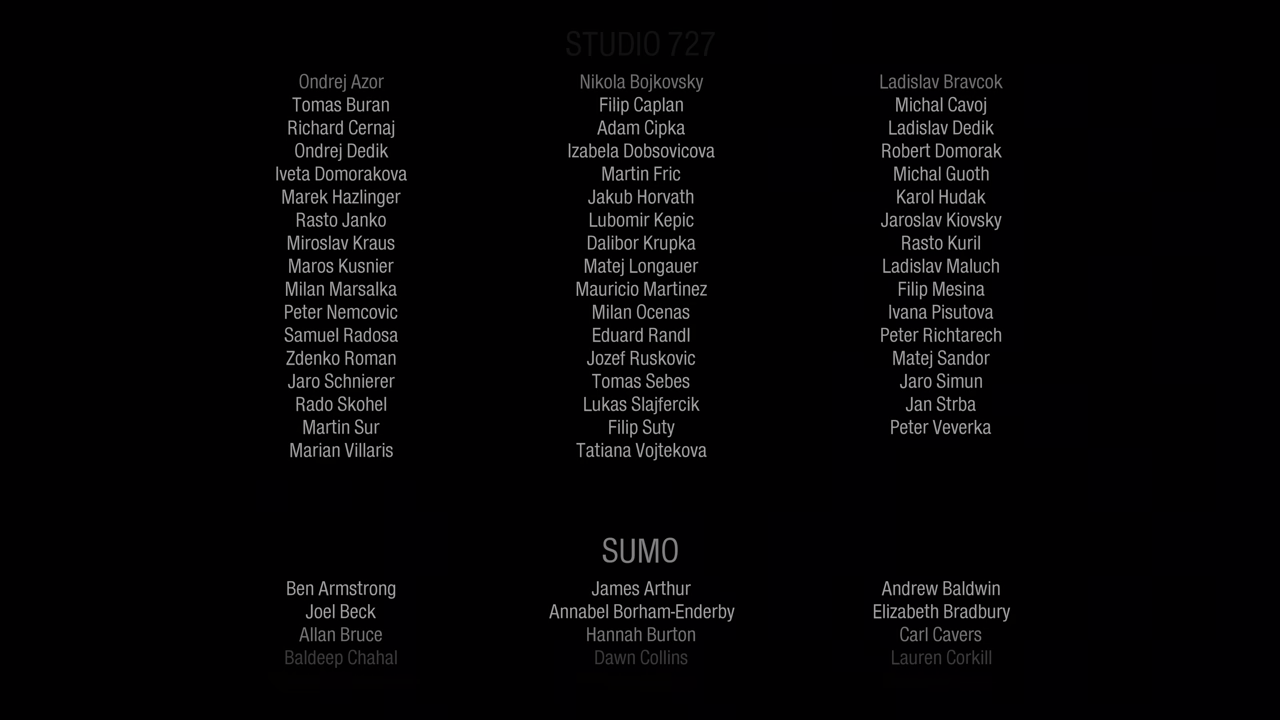 STUDIO 727
Ondrej Azor Nikola Bojkovsky Ladislav Bravcok
Tomas Buran Filip Caplan Michal Cavoj
Richard Cernaj Adam Cipka Ladislav Dedik
Ondrej Dedik Izabela Dobsovicova Robert Domorak
Iveta Domorakova Martin Fric Michal Guoth
Marek Hazlinger Jakub Horvath Karol Hudak
Rasto Janko Lubomir Kepic Jaroslav Kiovsky
Miroslav Kraus Dalibor Krupka Rasto Kuril
Maros Kusnier Matej Longauer Ladislav Maluch
Milan Marsalka Mauricio Martinez Filip Mesina
Peter Nemcovic Milan Ocenas Ivana Pisutova
Samuel Radosa Eduard Randl Peter Richtarech
Zdenko Roman Jozef Ruskovic Matej Sandor
Jaro Schnierer Tomas Sebes Jaro Simun
Rado Skohel Lukas Slajfercik Jan Strba
Martin Sur Filip Suty Peter Veverka
Marian Villaris Tatiana Vojtekova
SUMO
Ben Armstrong James Arthur Andrew Baldwin
Joel Beck Annabel Borham-Enderby Elizabeth Bradbury
Allan Bruce Hannah Burton Carl Cavers
Baldeep Chahal Dawn Collins Lauren Corkill